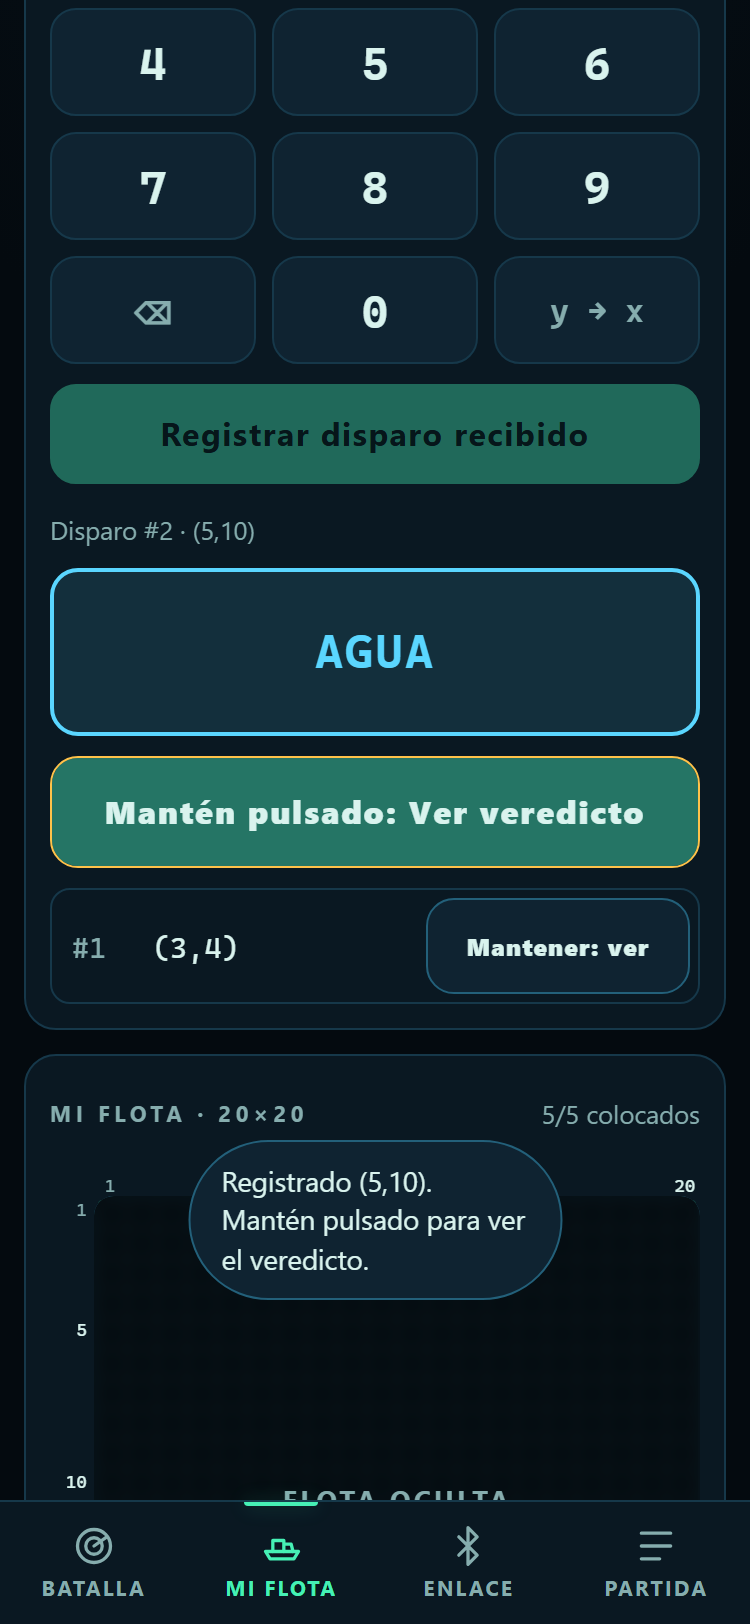 4 5 6
7 8 9
⌫ 0 y → x
Registrar disparo recibido
Disparo #2 · (5,10)
AGUA
Mantén pulsado: Ver veredicto
#1 (3,4) Mantener: ver
MI FLOTA · 20×20 5/5 colocados
1 20
1
Registrado (5,10).
Mantén pulsado para ver
el veredicto.
5
10
FLOTA OCULTA
BATALLA MI FLOTA ENLACE PARTIDA